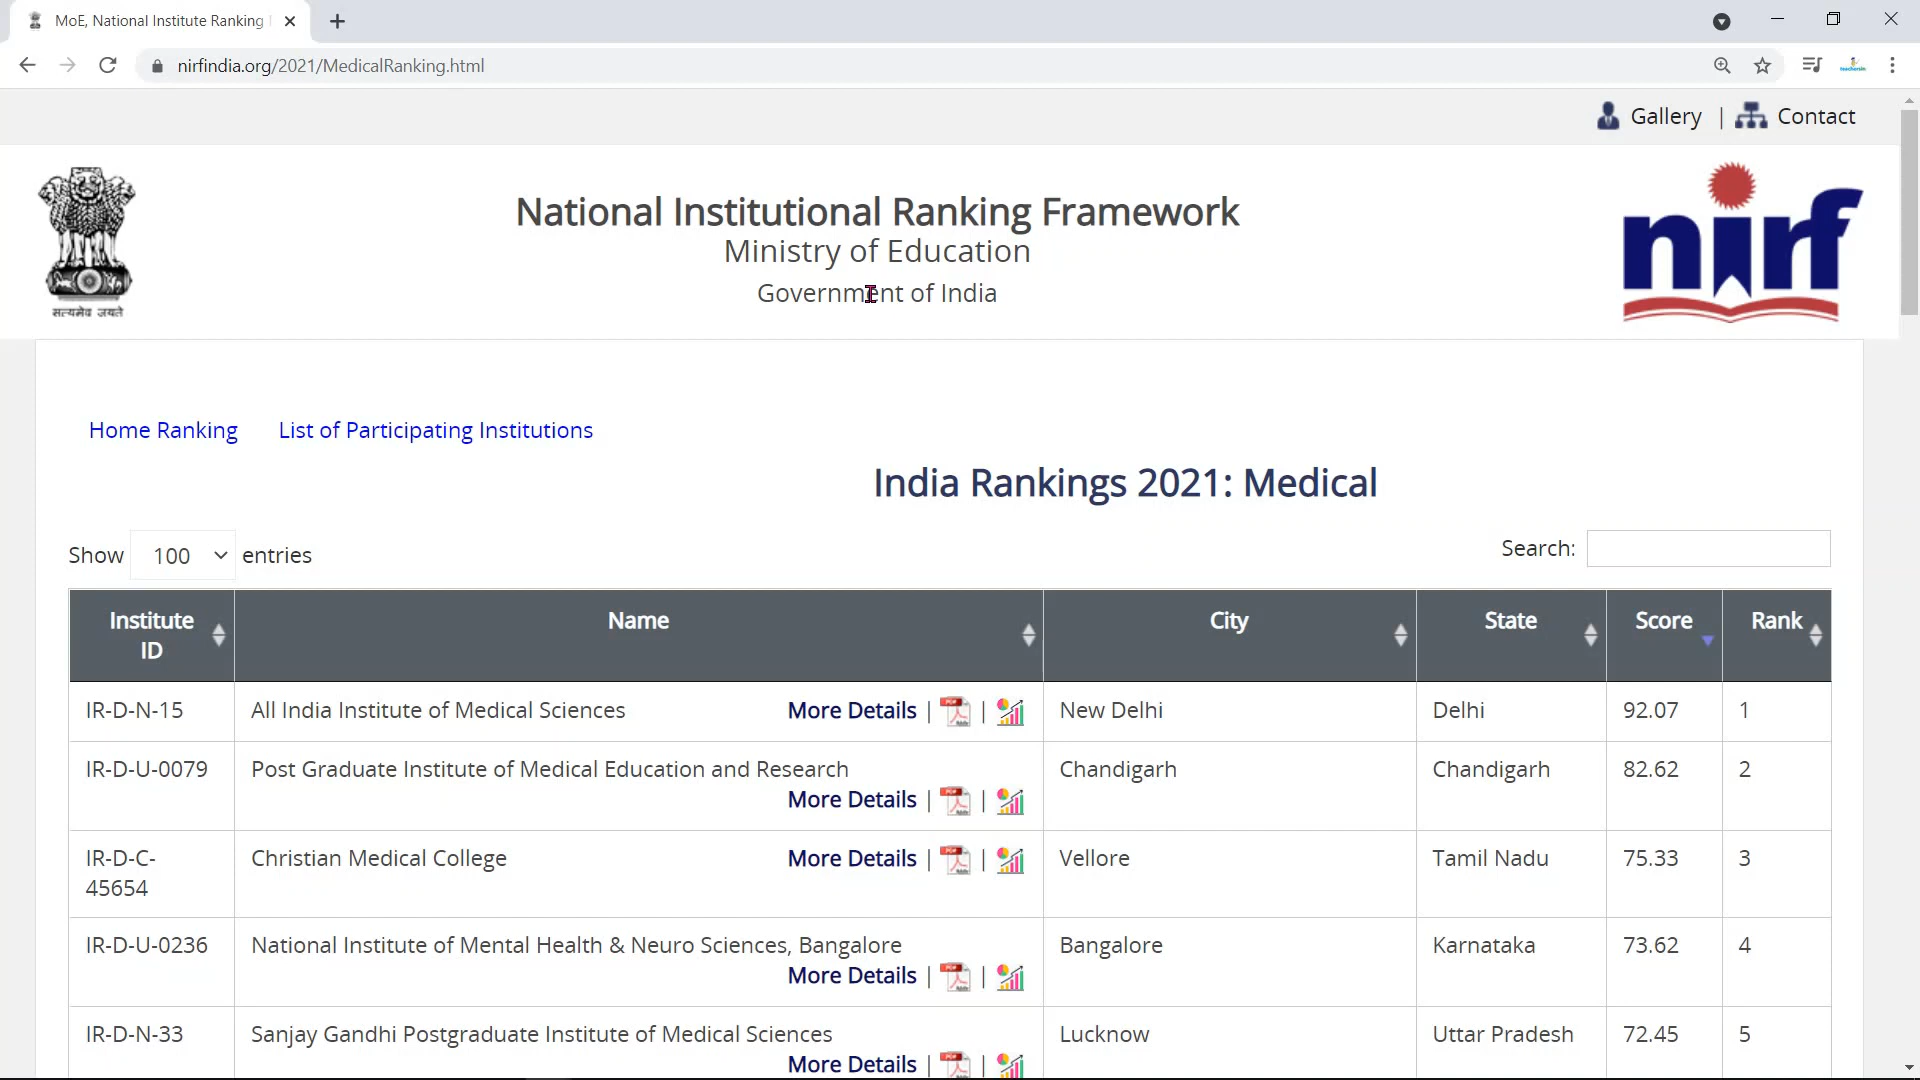 MoE, National Institute Ranking
nirfindia.org/2021/MedicalRanking.html
Gallery | Contact
सत्यमेव जयते
National Institutional Ranking Framework
Ministry of Education
Government of India
nirf
Home Ranking List of Participating Institutions
India Rankings 2021: Medical
Show 100 entries
Search:
Institute ID Name City State Score Rank
IR-D-N-15 All India Institute of Medical Sciences More Details | | New Delhi Delhi 92.07 1
IR-D-U-0079 Post Graduate Institute of Medical Education and Research Chandigarh Chandigarh 82.62 2
More Details | |
IR-D-C- Christian Medical College More Details | | Vellore Tamil Nadu 75.33 3
45654
IR-D-U-0236 National Institute of Mental Health & Neuro Sciences, Bangalore Bangalore Karnataka 73.62 4
More Details | |
IR-D-N-33 Sanjay Gandhi Postgraduate Institute of Medical Sciences Lucknow Uttar Pradesh 72.45 5
More Details | |